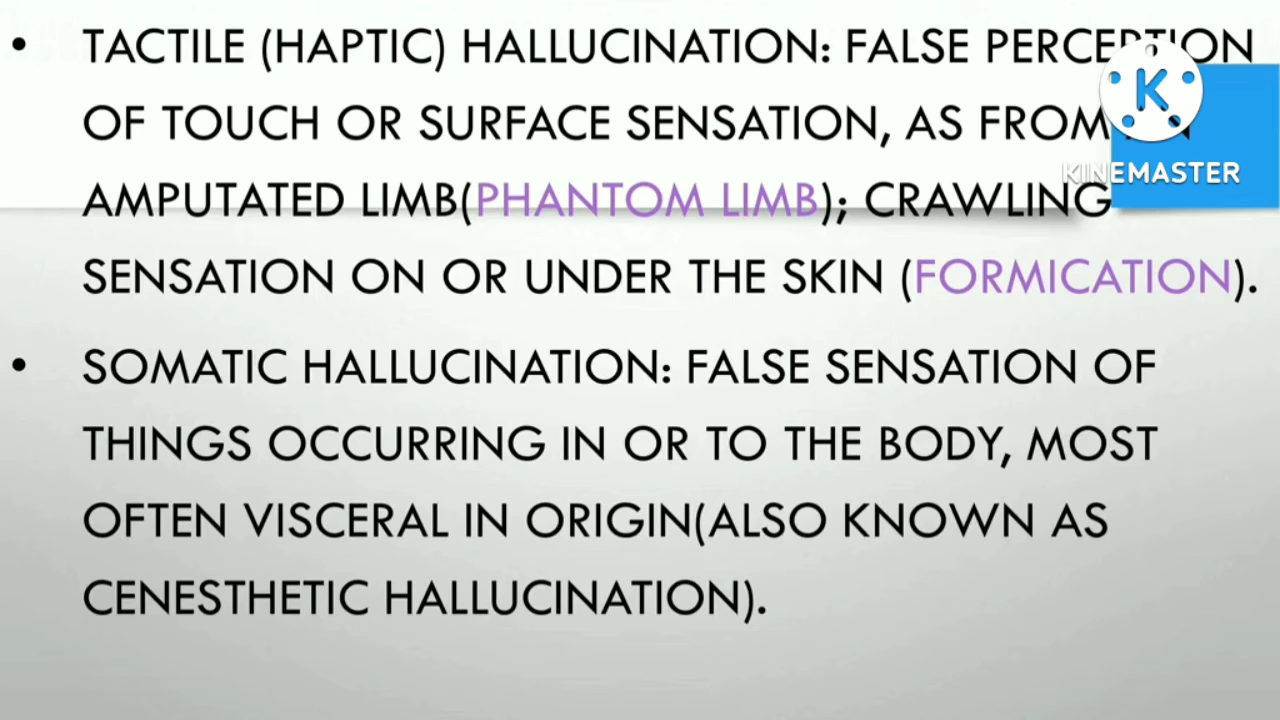 • TACTILE (HAPTIC) HALLUCINATION: FALSE PERCEPTION
OF TOUCH OR SURFACE SENSATION, AS FROM
AMPUTATED LIMB(PHANTOM LIMB); CRAWLING
SENSATION ON OR UNDER THE SKIN (FORMICATION).
• SOMATIC HALLUCINATION: FALSE SENSATION OF
THINGS OCCURRING IN OR TO THE BODY, MOST
OFTEN VISCERAL IN ORIGIN(ALSO KNOWN AS
CENESTHETIC HALLUCINATION).
K
KINEMASTER